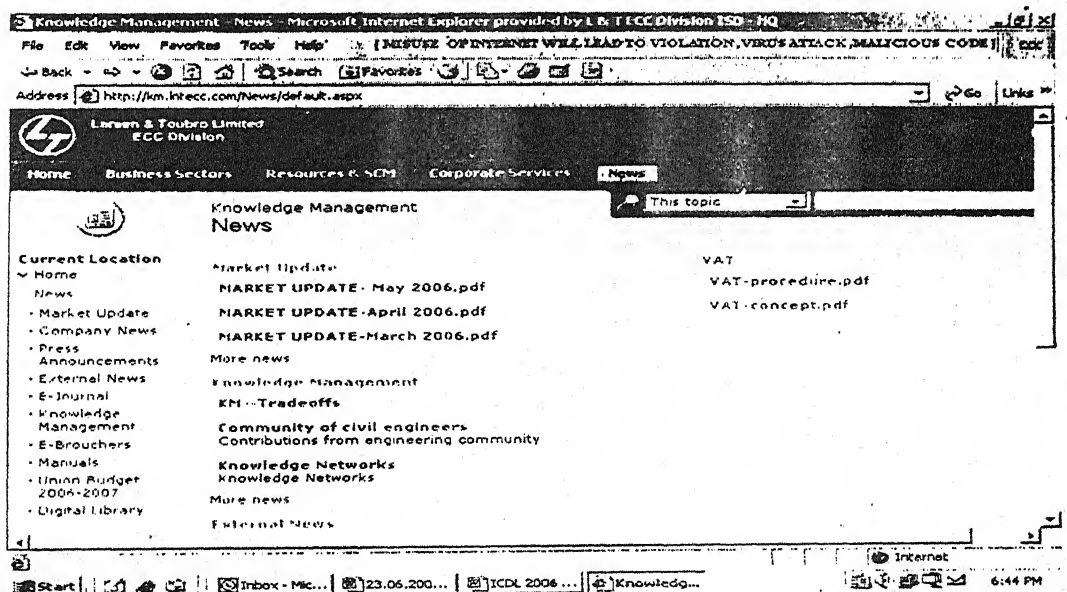 Knowledge Management - News - Microsoft Internet Explorer provided by L & T ECC Division ISD - HQ
File Edit View Favorites Tools Help [ MISUSE OF INTERNET WILL LEAD TO VIOLATION, VIRUS ATTACK, MALICIOUS CODE ]
Back Search Favorites
Address http://km.lntecc.com/News/default.aspx Go Links »
Larsen & Toubro Limited
ECC Division
Home Business Sectors Resources & SCM Corporate Services News
This topic
Knowledge Management
News
Current Location
Home
News
· Market Update
· Company News
· Press
Announcements
· External News
· E-Journal
· Knowledge
Management
· E-Brouchers
· Manuals
· Union Budget
2006-2007
· Digital Library
Market Update
MARKET UPDATE- May 2006.pdf
MARKET UPDATE-April 2006.pdf
MARKET UPDATE-March 2006.pdf
More news
Knowledge Management
KM --Tradeoffs
Community of civil engineers
Contributions from engineering community
Knowledge Networks
Knowledge Networks
More news
External News
VAT
VAT-procedure.pdf
VAT-concept.pdf
Internet
Start Inbox - Mic... 23.06.200... ICDL 2006 ... Knowledg... 6:44 PM